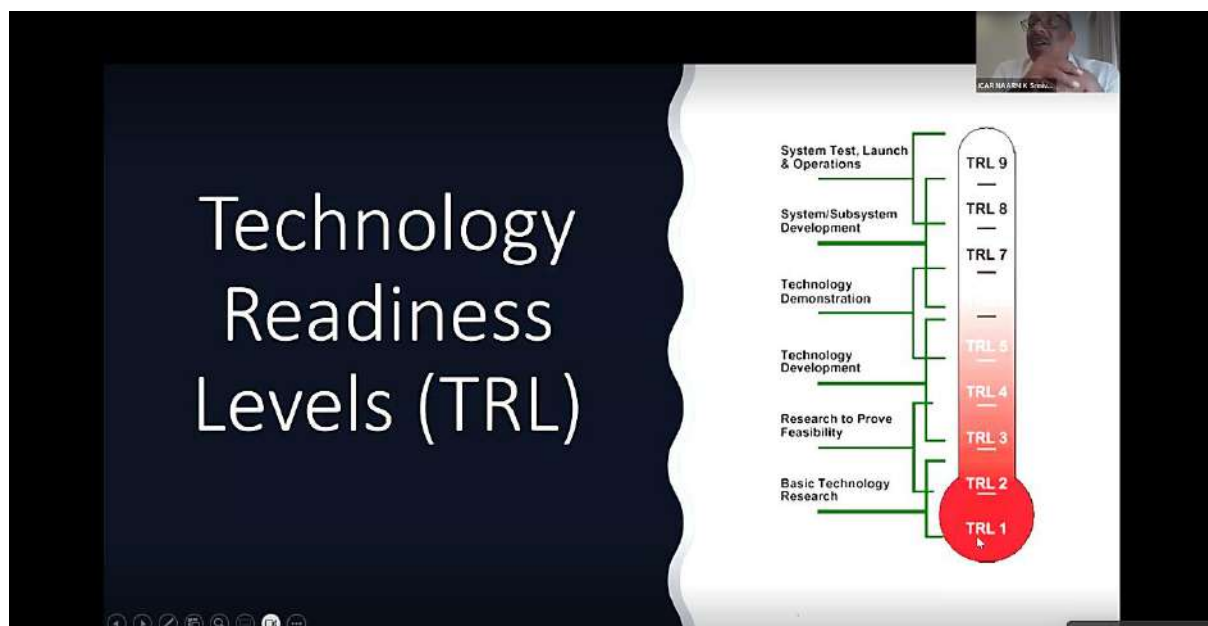 Technology
Readiness
Levels (TRL)
System Test, Launch
& Operations
System/Subsystem
Development
Technology
Demonstration
Technology
Development
Research to Prove
Feasibility
Basic Technology
Research
TRL 9
TRL 8
TRL 7
TRL 5
TRL 4
TRL 3
TRL 2
TRL 1
ICAR NAARM K